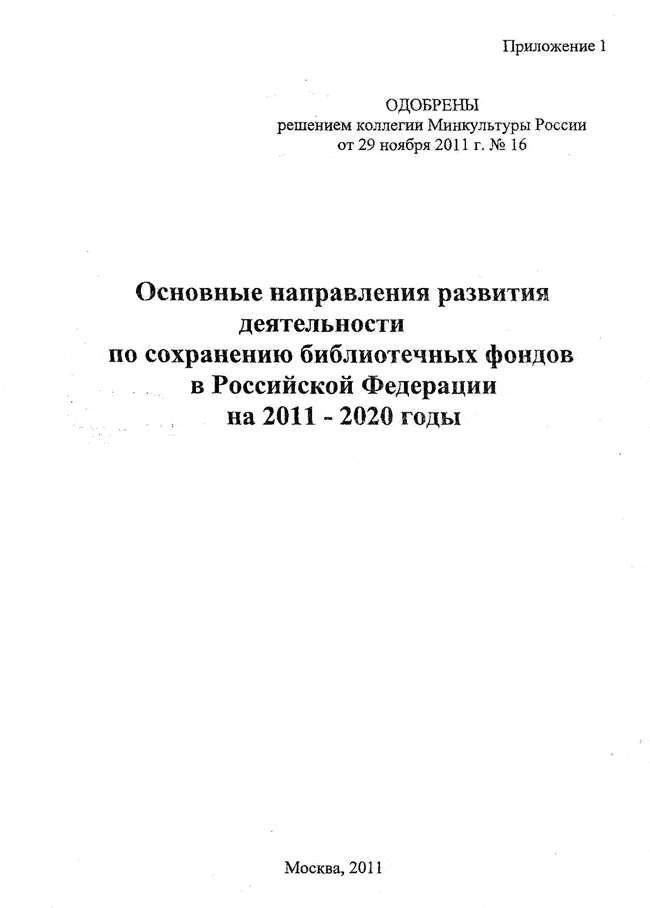 Приложение 1
ОДОБРЕНЫ
решением коллегии Минкультуры России
от 29 ноября 2011 г. № 16
Основные направления развития
деятельности
по сохранению библиотечных фондов
в Российской Федерации
на 2011 - 2020 годы
Москва, 2011